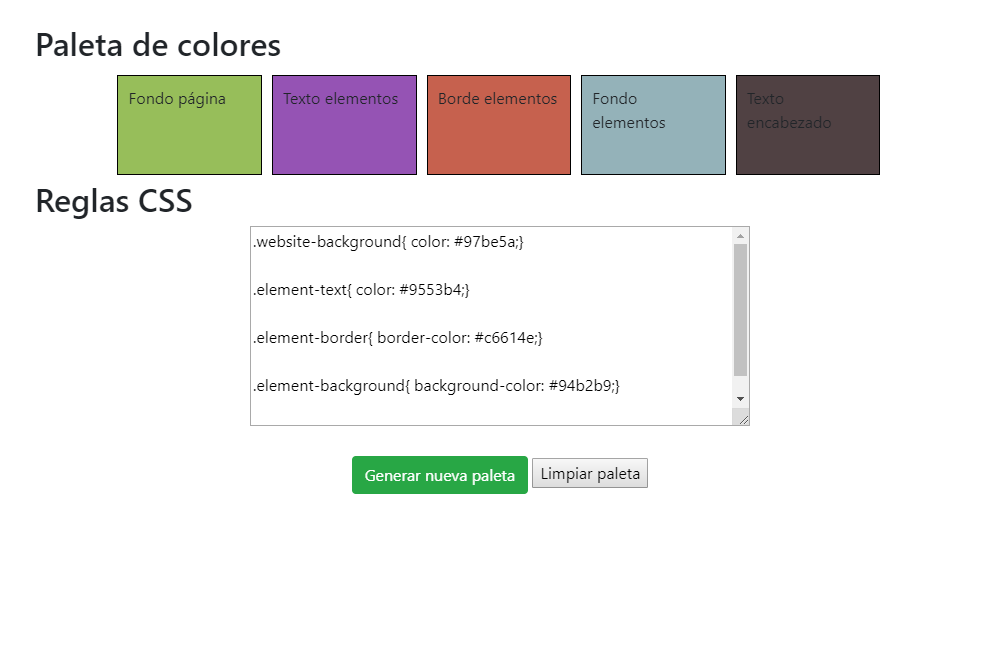 Paleta de colores
Fondo página
Texto elementos
Borde elementos
Fondo
elementos
Texto
encabezado
Reglas CSS
.website-background{ color: #97be5a;}
.element-text{ color: #9553b4;}
.element-border{ border-color: #c6614e;}
.element-background{ background-color: #94b2b9;}
Generar nueva paleta
Limpiar paleta